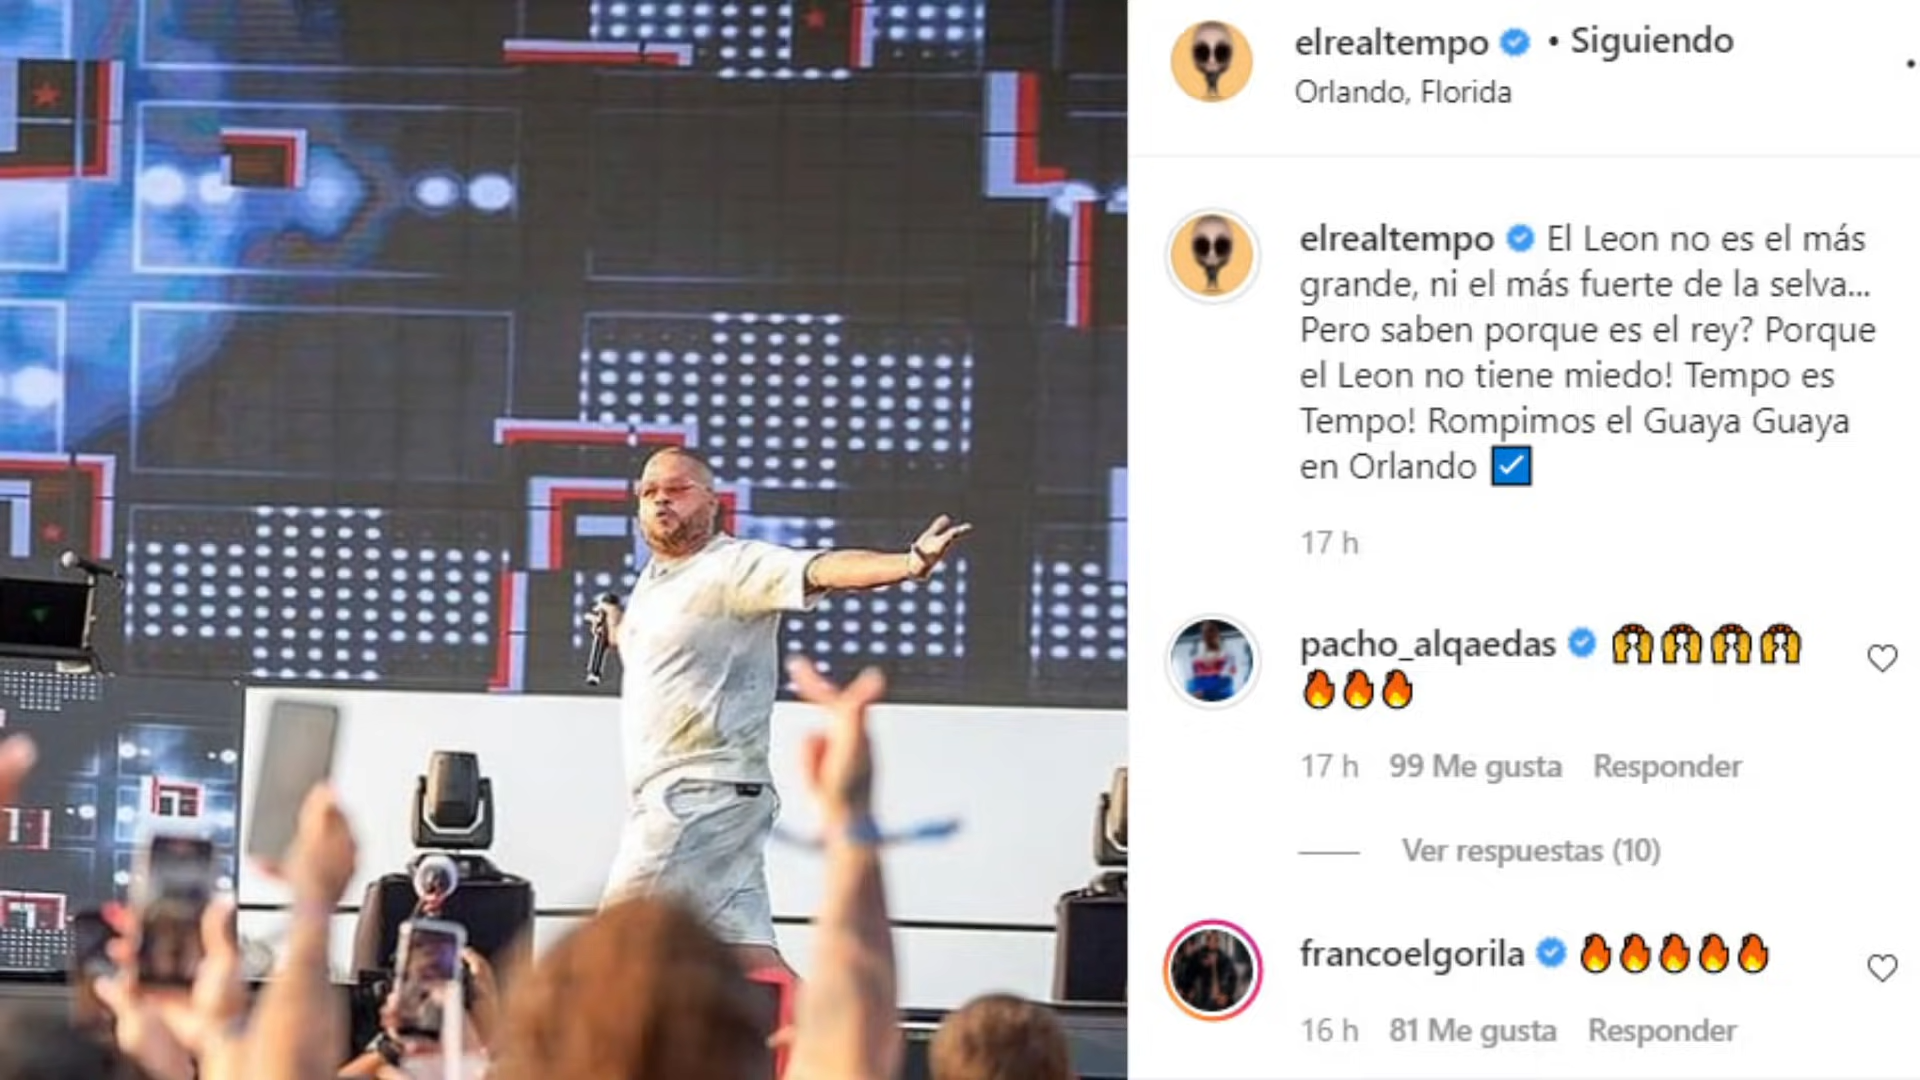 elrealtempo • Siguiendo
Orlando, Florida
elrealtempo El Leon no es el más
grande, ni el más fuerte de la selva...
Pero saben porque es el rey? Porque
el Leon no tiene miedo! Tempo es
Tempo! Rompimos el Guaya Guaya
en Orlando ☑️
17 h
pacho_alqaedas 🙌🙌🙌🙌
🔥🔥🔥
17 h 99 Me gusta Responder
Ver respuestas (10)
francoelgorila 🔥🔥🔥🔥🔥
16 h 81 Me gusta Responder